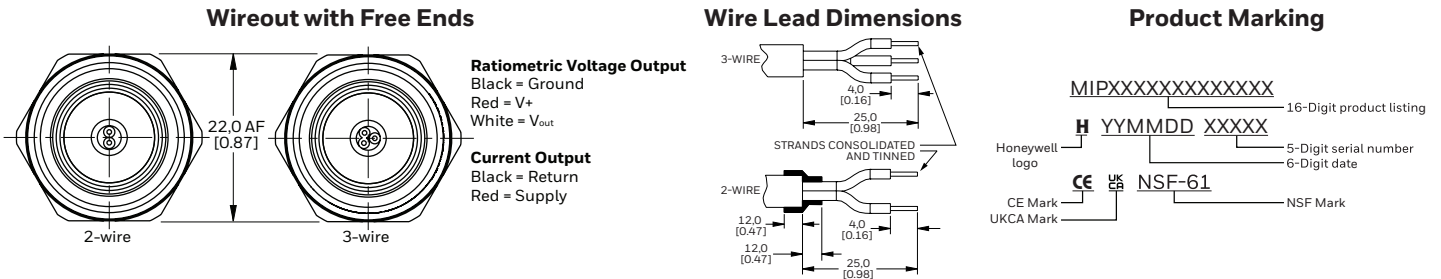 Wireout with Free Ends
22,0 AF
[0.87]
2-wire
3-wire
Ratiometric Voltage Output
Black = Ground
Red = V+
White = Vout
Current Output
Black = Return
Red = Supply
Wire Lead Dimensions
3-WIRE
4,0
[0.16]
25,0
[0.98]
STRANDS CONSOLIDATED
AND TINNED
2-WIRE
12,0
[0.47]
4,0
[0.16]
12,0
[0.47]
25,0
[0.98]
Product Marking
MIPXXXXXXXXXXXXX
16-Digit product listing
H YYMMDD XXXXX
Honeywell
logo
5-Digit serial number
6-Digit date
CE UK CA NSF-61
CE Mark
UKCA Mark
NSF Mark